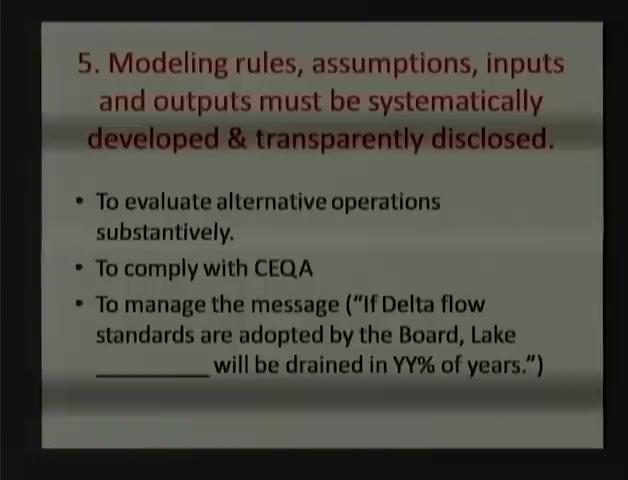 5. Modeling rules, assumptions, inputs
and outputs must be systematically
developed & transparently disclosed.
• To evaluate alternative operations
substantively.
• To comply with CEQA
• To manage the message (“If Delta flow
standards are adopted by the Board, Lake
_________ will be drained in YY% of years.”)